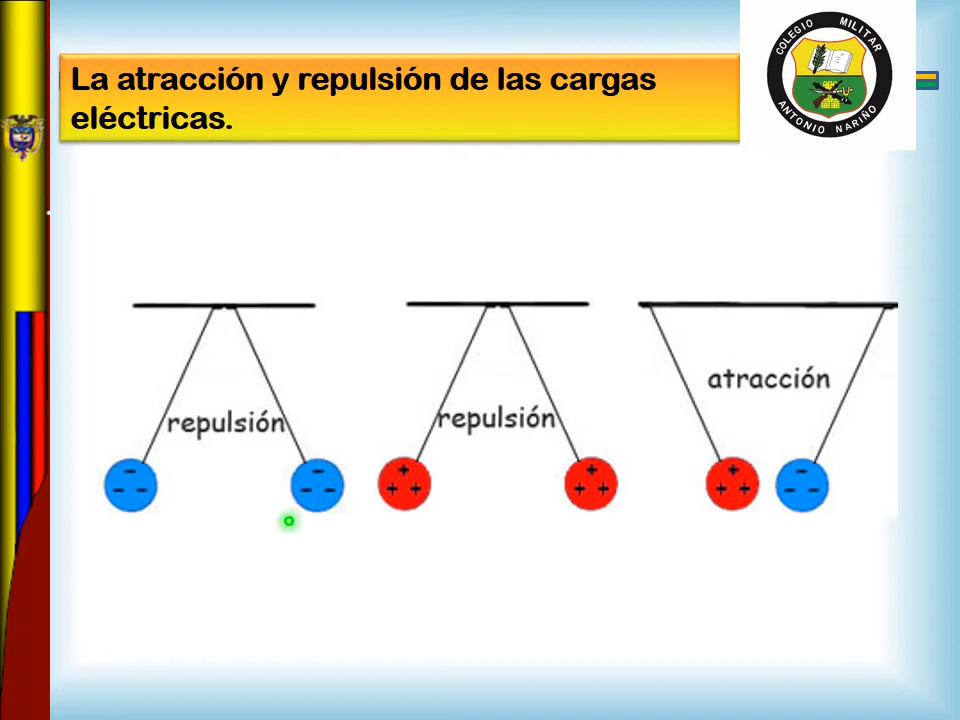 La atracción y repulsión de las cargas
eléctricas.
COLEGIO MILITAR
ANTONIO NARIÑO
repulsión
repulsión
atracción
-
- -
-
- -
+
+ +
+
+ +
+
+ +
-
- -